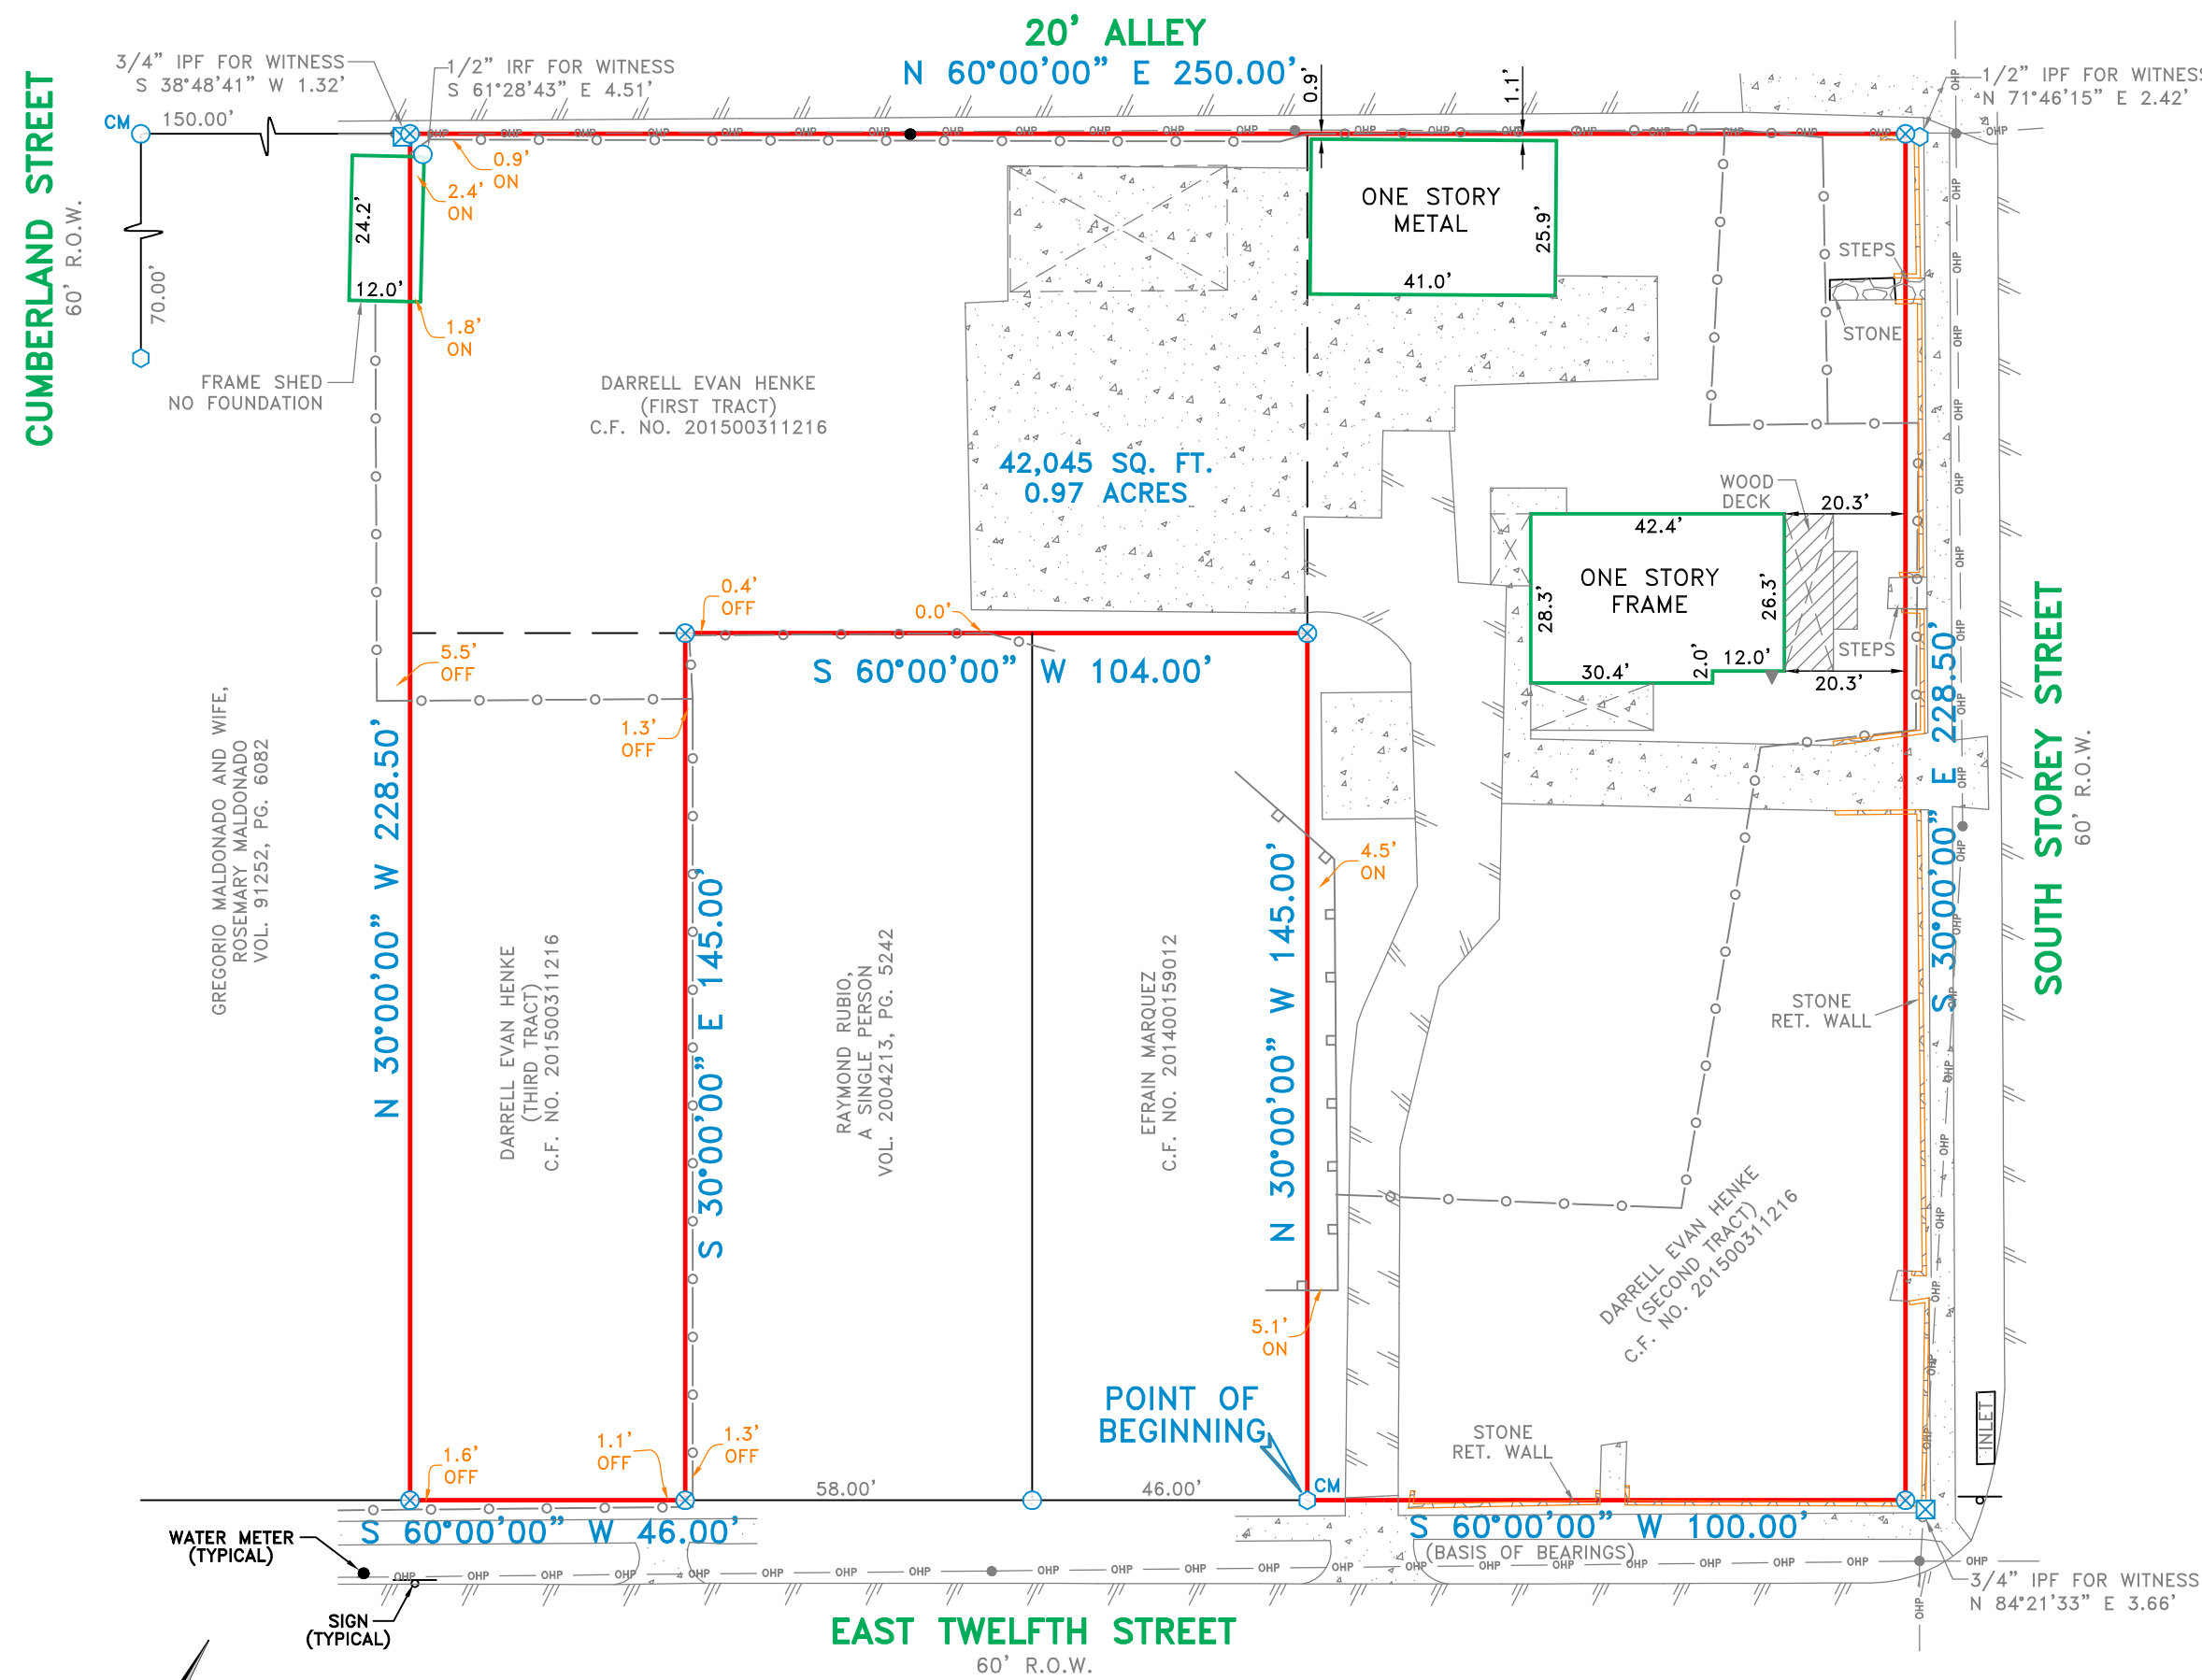 20' ALLEY
N 60°00'00" E 250.00'
3/4" IPF FOR WITNESS
S 38°48'41" W 1.32'
1/2" IRF FOR WITNESS
S 61°28'43" E 4.51'
0.9'
1.1'
1/2" IPF FOR WITNESS
N 71°46'15" E 2.42'
CM
150.00'
70.00'
CUMBERLAND STREET
60' R.O.W.
0.9'
ON
2.4'
ON
24.2'
12.0'
1.8'
ON
FRAME SHED
NO FOUNDATION
DARRELL EVAN HENKE
(FIRST TRACT)
C.F. NO. 201500311216
42,045 SQ. FT.
0.97 ACRES
ONE STORY
METAL
25.9'
41.0'
STEPS
STONE
WOOD
DECK
20.3'
42.4'
ONE STORY
FRAME
28.3'
26.3'
30.4'
2.0'
12.0'
20.3'
STEPS
0.4'
OFF
0.0'
5.5'
OFF
1.3'
OFF
S 60°00'00" W 104.00'
GREGORIO MALDONADO AND WIFE,
ROSEMARY MALDONADO
VOL. 91252, PG. 6082
N 30°00'00" W 228.50'
DARRELL EVAN HENKE
(THIRD TRACT)
C.F. NO. 201500311216
S 30°00'00" E 145.00'
RAYMOND RUBIO,
A SINGLE PERSON
VOL. 2004213, PG. 5242
EFRAIN MARQUEZ
C.F. NO. 201400159012
N 30°00'00" W 145.00'
4.5'
ON
5.1'
ON
STONE
RET. WALL
S 30°00'00" E 228.50'
SOUTH STOREY STREET
60' R.O.W.
DARRELL EVAN HENKE
(SECOND TRACT)
C.F. NO. 201500311216
POINT OF
BEGINNING
CM
STONE
RET. WALL
INLET
1.6'
OFF
1.1'
OFF
1.3'
OFF
58.00'
46.00'
S 60°00'00" W 46.00'
S 60°00'00" W 100.00'
(BASIS OF BEARINGS)
WATER METER
(TYPICAL)
SIGN
(TYPICAL)
OHP OHP OHP OHP OHP OHP OHP OHP OHP
3/4" IPF FOR WITNESS
N 84°21'33" E 3.66'
EAST TWELFTH STREET
60' R.O.W.